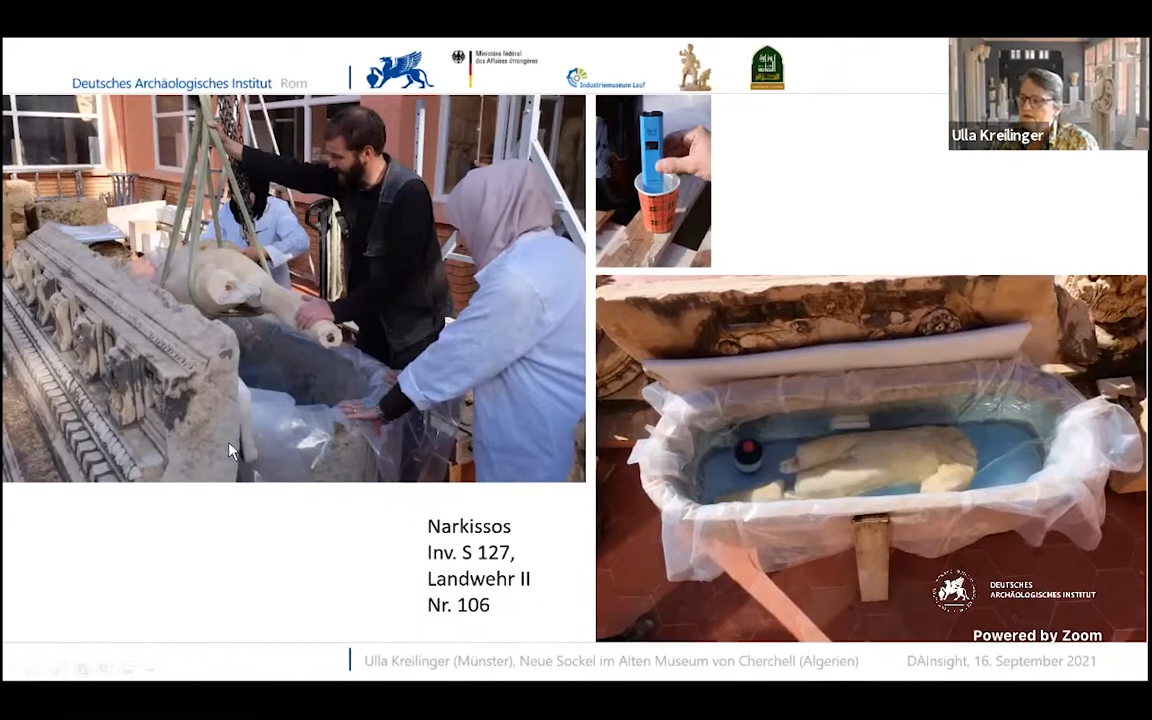 Deutsches Archäologisches Institut Rom
Ministère fédéral
des Affaires étrangères
Industriemuseum Lauf
Ulla Kreilinger
Narkissos
Inv. S 127,
Landwehr II
Nr. 106
DEUTSCHES
ARCHÄOLOGISCHES INSTITUT
Powered by Zoom
Ulla Kreilinger (Münster), Neue Sockel im Alten Museum von Cherchell (Algerien)
DAInsight, 16. September 2021